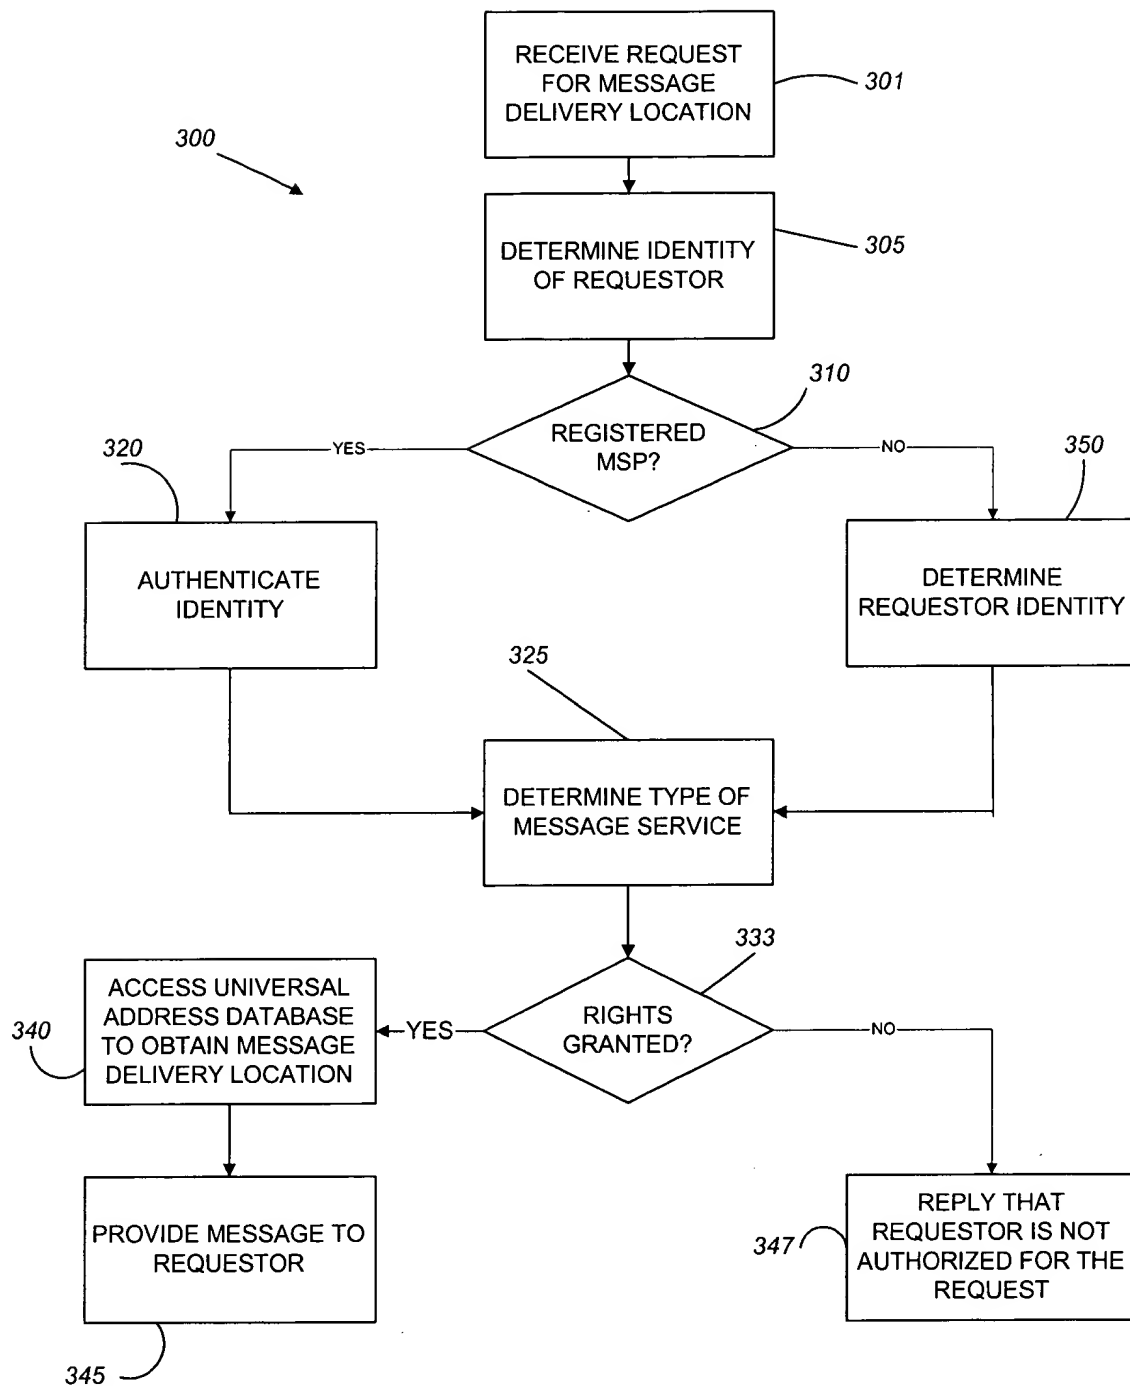 RECEIVE REQUEST
FOR MESSAGE
DELIVERY LOCATION
301
300
DETERMINE IDENTITY
OF REQUESTOR
305
310
REGISTERED
MSP?
YES
NO
320
350
AUTHENTICATE
IDENTITY
DETERMINE
REQUESTOR IDENTITY
325
DETERMINE TYPE OF
MESSAGE SERVICE
333
ACCESS UNIVERSAL
ADDRESS DATABASE
TO OBTAIN MESSAGE
DELIVERY LOCATION
340
YES
RIGHTS
GRANTED?
NO
PROVIDE MESSAGE TO
REQUESTOR
345
REPLY THAT
REQUESTOR IS NOT
AUTHORIZED FOR THE
REQUEST
347